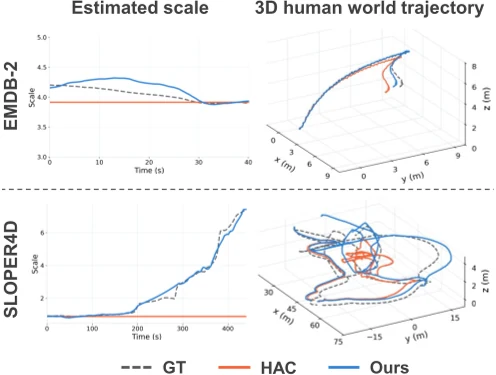 Estimated scale
3D human world trajectory
EMDB-2
5.0
4.5
4.0
3.5
3.0
Scale
0
10
20
30
40
Time (s)
0
3
6
9
x (m)
0
3
6
9
y (m)
0
2
4
6
8
z (m)
SLOPER4D
6
4
2
Scale
0
100
200
300
400
Time (s)
30
45
60
75
x (m)
−15
0
15
y (m)
0
2
4
z (m)
GT
HAC
Ours